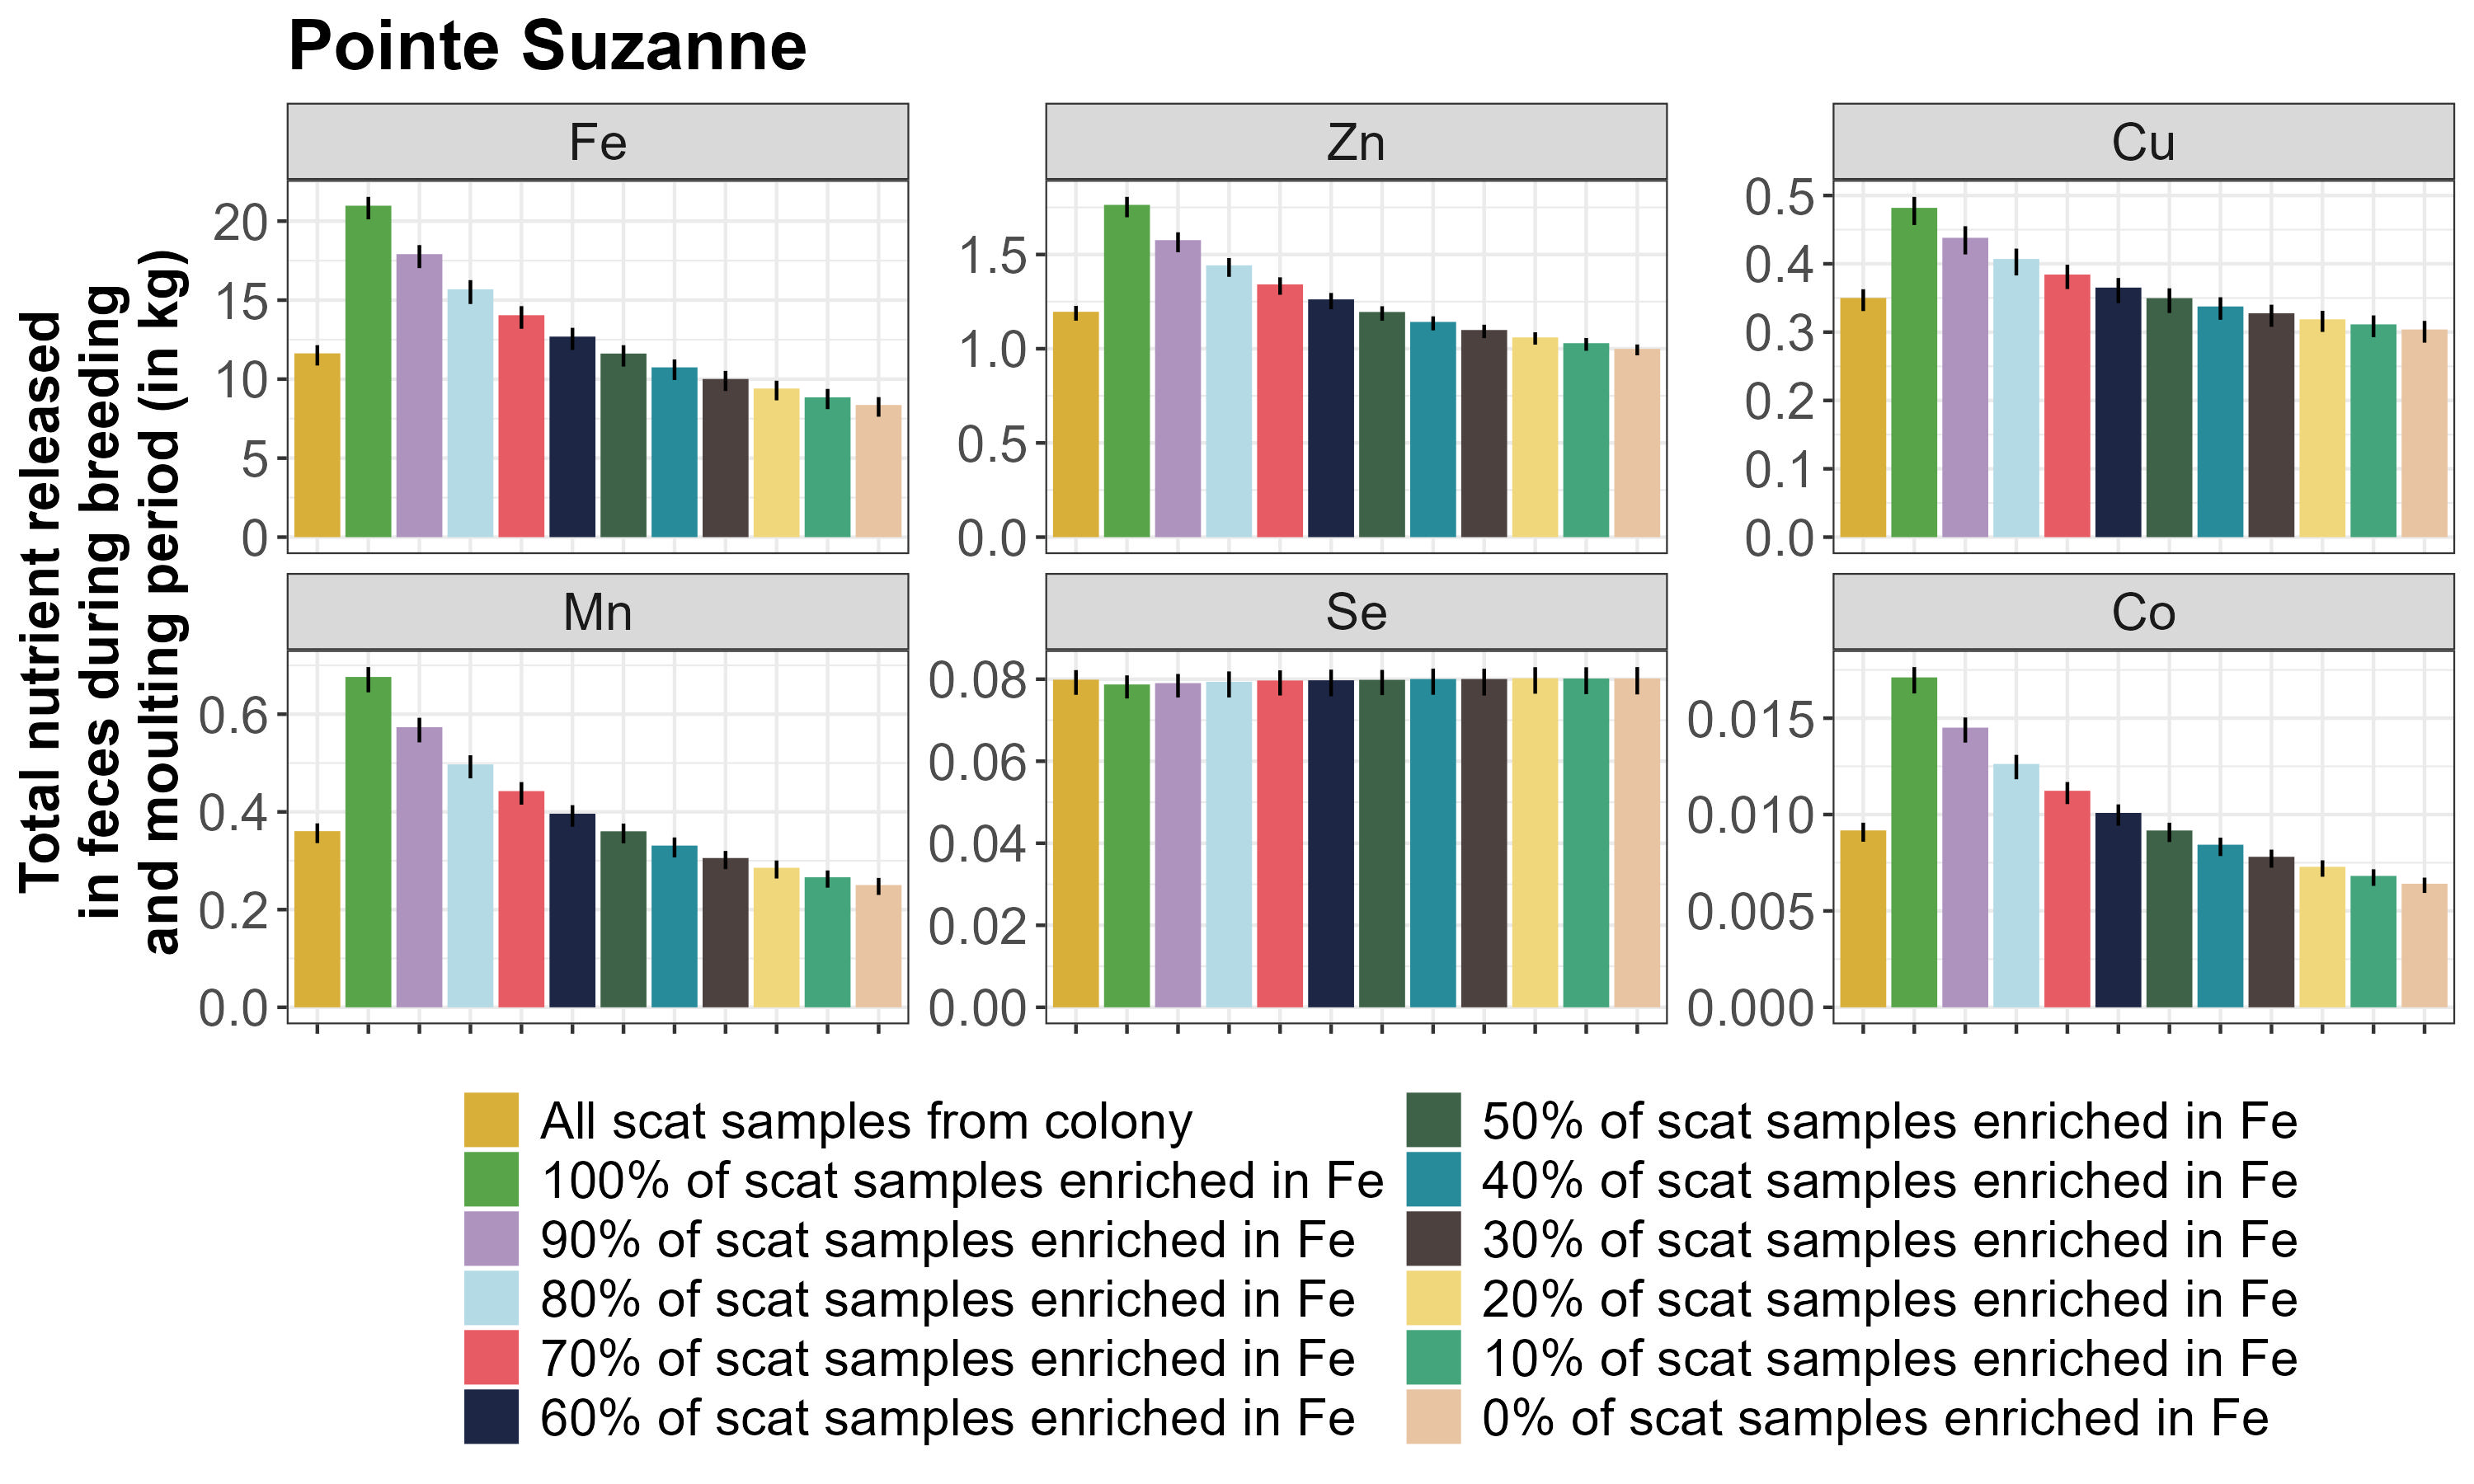 Pointe Suzanne
Total nutrient released
in feces during breeding
and moulting period (in kg)
Fe
20
15
10
5
0
Zn
1.5
1.0
0.5
0.0
Cu
0.5
0.4
0.3
0.2
0.1
0.0
Mn
0.6
0.4
0.2
0.0
Se
0.08
0.06
0.04
0.02
0.00
Co
0.015
0.010
0.005
0.000
All scat samples from colony
100% of scat samples enriched in Fe
90% of scat samples enriched in Fe
80% of scat samples enriched in Fe
70% of scat samples enriched in Fe
60% of scat samples enriched in Fe
50% of scat samples enriched in Fe
40% of scat samples enriched in Fe
30% of scat samples enriched in Fe
20% of scat samples enriched in Fe
10% of scat samples enriched in Fe
0% of scat samples enriched in Fe